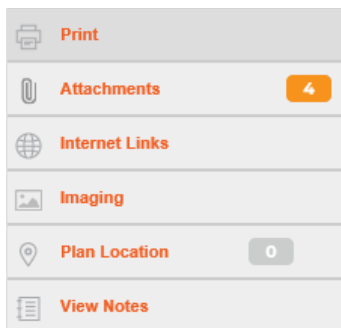 Print
Attachments 4
Internet Links
Imaging
Plan Location 0
View Notes